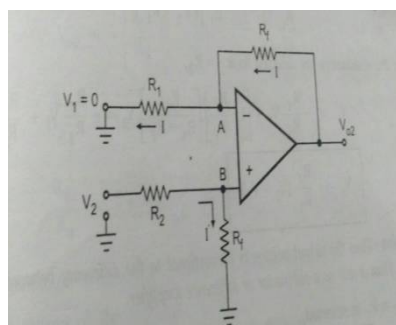 Rf
I
R1
V1 = 0
I
A
−
Vo2
B
+
V2
R2
I
Rf